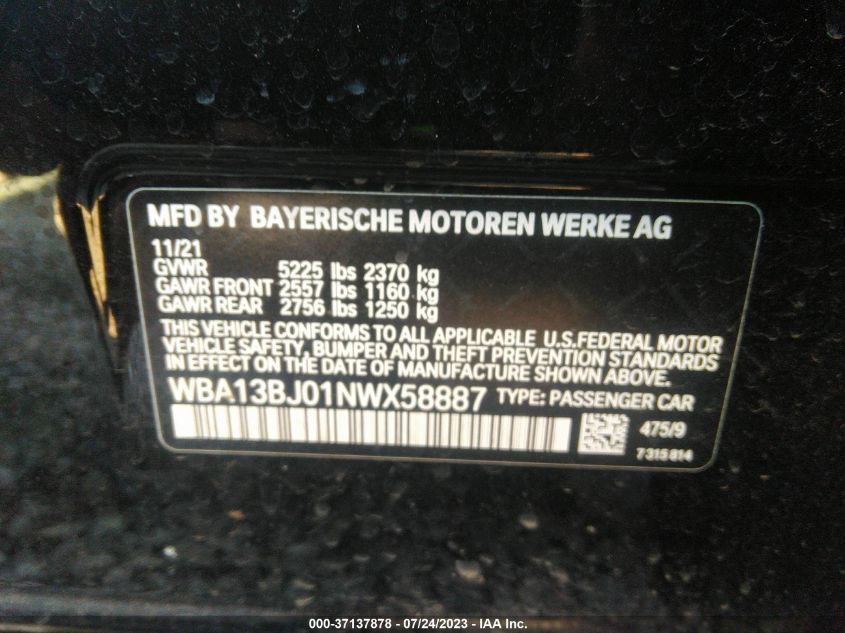 MFD BY BAYERISCHE MOTOREN WERKE AG
11/21
GVWR 5225 lbs 2370 kg
GAWR FRONT 2557 lbs 1160 kg
GAWR REAR 2756 lbs 1250 kg
THIS VEHICLE CONFORMS TO ALL APPLICABLE U.S.FEDERAL MOTOR
VEHICLE SAFETY, BUMPER AND THEFT PREVENTION STANDARDS
IN EFFECT ON THE DATE OF MANUFACTURE SHOWN ABOVE.
WBA13BJ01NWX58887 TYPE: PASSENGER CAR
475/9
7315814
000-37137878 - 07/24/2023 - © IAA Inc.